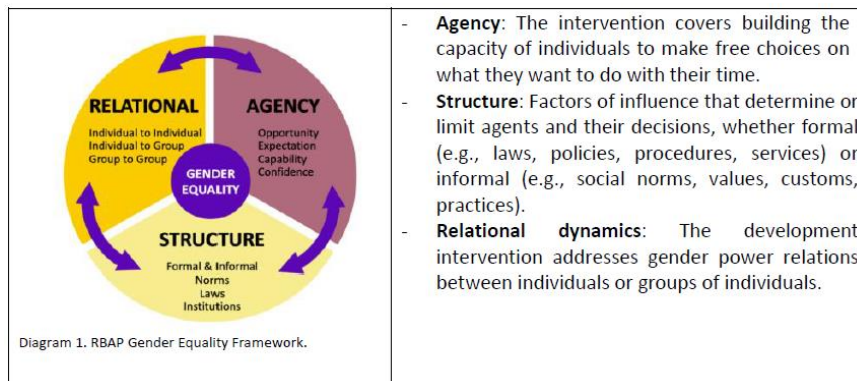 RELATIONAL
Individual to Individual
Individual to Group
Group to Group
AGENCY
Opportunity
Expectation
Capability
Confidence
GENDER
EQUALITY
STRUCTURE
Formal & Informal
Norms
Laws
Institutions
Diagram 1. RBAP Gender Equality Framework.
- Agency: The intervention covers building the
capacity of individuals to make free choices on
what they want to do with their time.
- Structure: Factors of influence that determine or
limit agents and their decisions, whether formal
(e.g., laws, policies, procedures, services) or
informal (e.g., social norms, values, customs,
practices).
- Relational dynamics: The development
intervention addresses gender power relations
between individuals or groups of individuals.